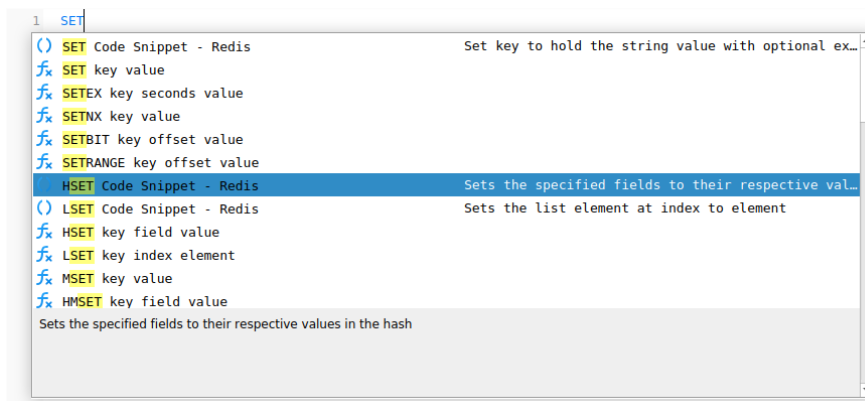 1 SET
SET Code Snippet - Redis Set key to hold the string value with optional ex…
SET key value
SETEX key seconds value
SETNX key value
SETBIT key offset value
SETRANGE key offset value
HSET Code Snippet - Redis Sets the specified fields to their respective val…
LSET Code Snippet - Redis Sets the list element at index to element
HSET key field value
LSET key index element
MSET key value
HMSET key field value
Sets the specified fields to their respective values in the hash